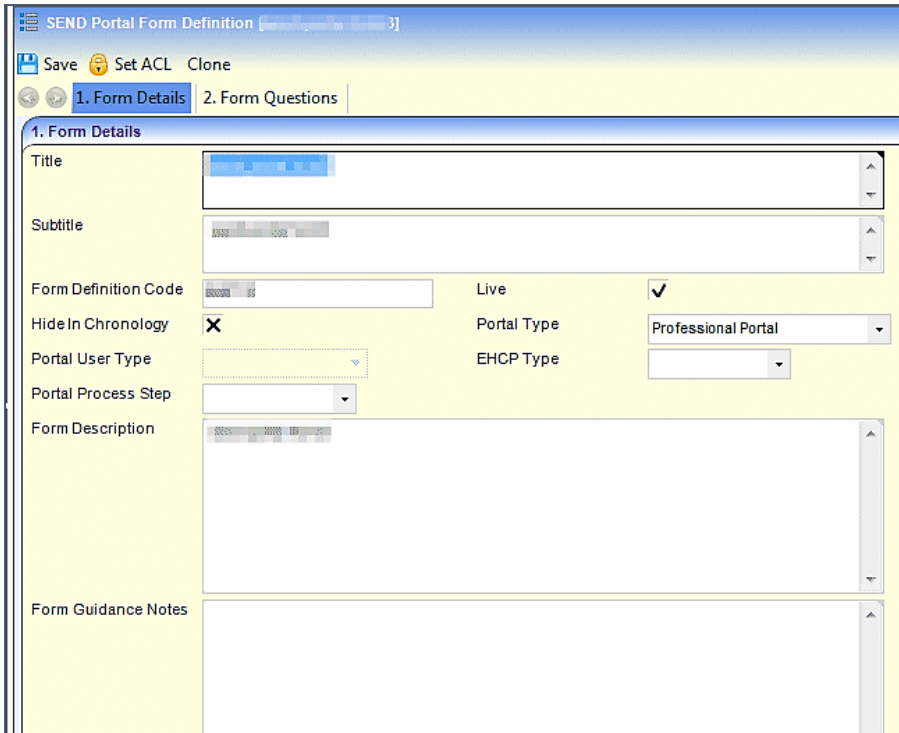 SEND Portal Form Definition [3]
Save Set ACL Clone
1. Form Details 2. Form Questions
1. Form Details
Title
Subtitle
Form Definition Code Live
Hide In Chronology Portal Type Professional Portal
Portal User Type EHCP Type
Portal Process Step
Form Description
Form Guidance Notes